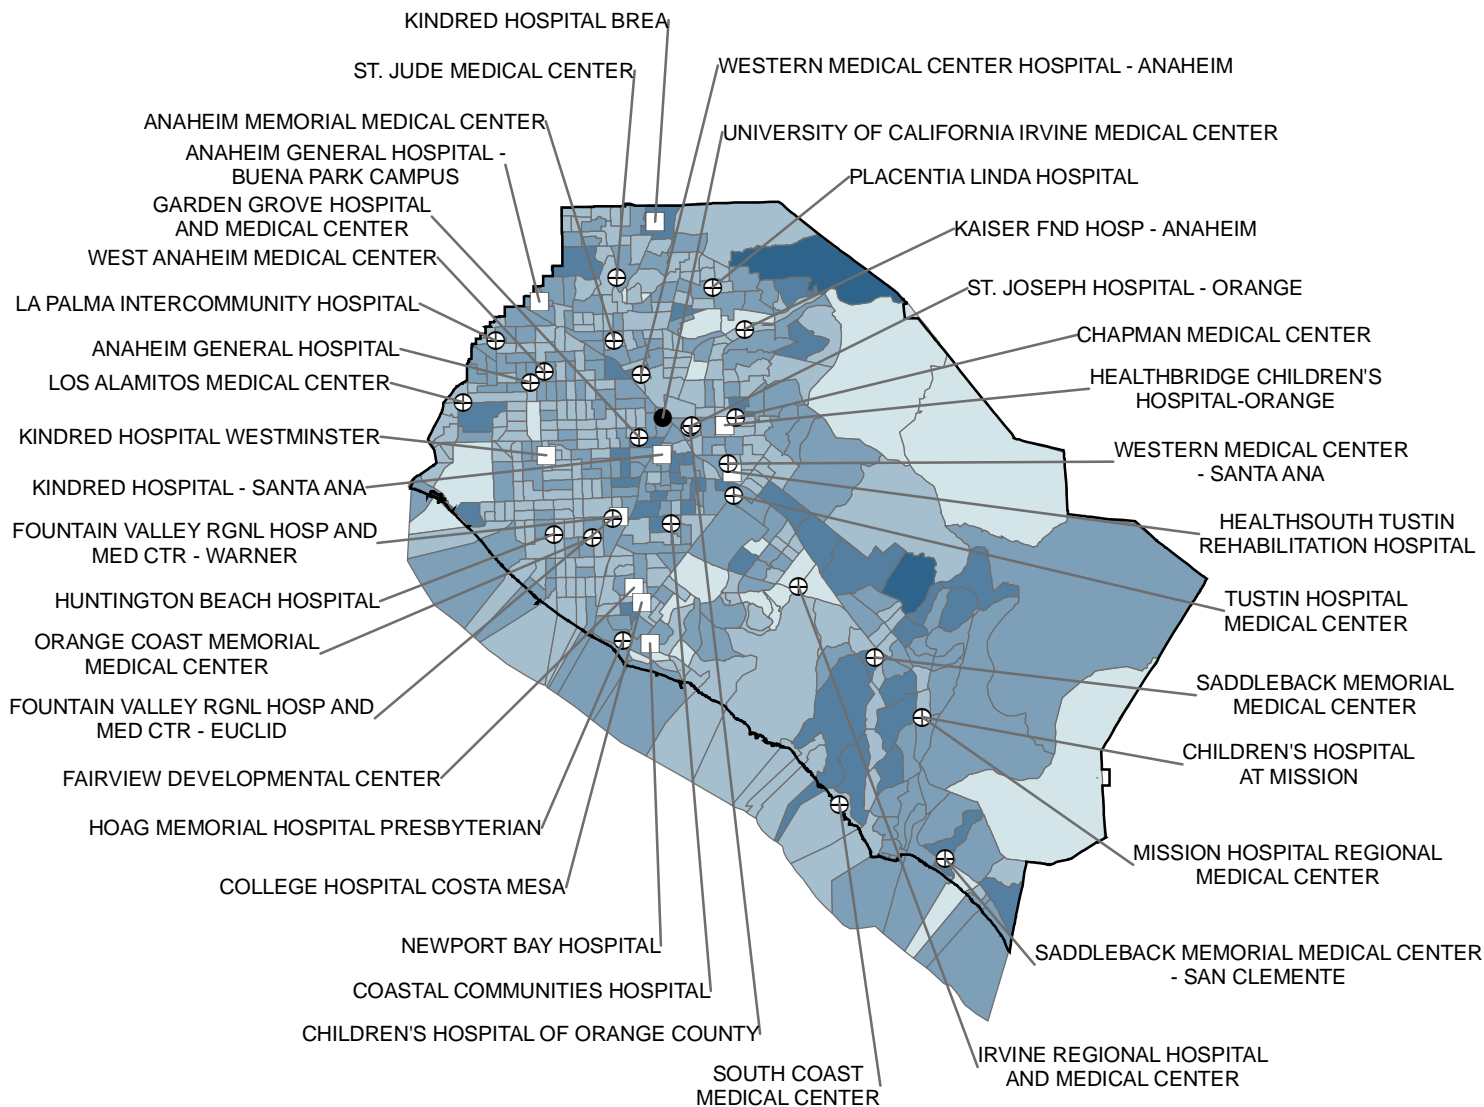 KINDRED HOSPITAL BREA
ST. JUDE MEDICAL CENTER
ANAHEIM MEMORIAL MEDICAL CENTER
ANAHEIM GENERAL HOSPITAL -
BUENA PARK CAMPUS
GARDEN GROVE HOSPITAL
AND MEDICAL CENTER
WEST ANAHEIM MEDICAL CENTER
LA PALMA INTERCOMMUNITY HOSPITAL
ANAHEIM GENERAL HOSPITAL
LOS ALAMITOS MEDICAL CENTER
KINDRED HOSPITAL WESTMINSTER
KINDRED HOSPITAL - SANTA ANA
FOUNTAIN VALLEY RGNL HOSP AND
MED CTR - WARNER
HUNTINGTON BEACH HOSPITAL
ORANGE COAST MEMORIAL
MEDICAL CENTER
FOUNTAIN VALLEY RGNL HOSP AND
MED CTR - EUCLID
FAIRVIEW DEVELOPMENTAL CENTER
HOAG MEMORIAL HOSPITAL PRESBYTERIAN
COLLEGE HOSPITAL COSTA MESA
NEWPORT BAY HOSPITAL
COASTAL COMMUNITIES HOSPITAL
CHILDREN'S HOSPITAL OF ORANGE COUNTY
SOUTH COAST
MEDICAL CENTER
WESTERN MEDICAL CENTER HOSPITAL - ANAHEIM
UNIVERSITY OF CALIFORNIA IRVINE MEDICAL CENTER
PLACENTIA LINDA HOSPITAL
KAISER FND HOSP - ANAHEIM
ST. JOSEPH HOSPITAL - ORANGE
CHAPMAN MEDICAL CENTER
HEALTHBRIDGE CHILDREN'S
HOSPITAL-ORANGE
WESTERN MEDICAL CENTER
- SANTA ANA
HEALTHSOUTH TUSTIN
REHABILITATION HOSPITAL
TUSTIN HOSPITAL
MEDICAL CENTER
SADDLEBACK MEMORIAL
MEDICAL CENTER
CHILDREN'S HOSPITAL
AT MISSION
MISSION HOSPITAL REGIONAL
MEDICAL CENTER
SADDLEBACK MEMORIAL MEDICAL CENTER
- SAN CLEMENTE
IRVINE REGIONAL HOSPITAL
AND MEDICAL CENTER